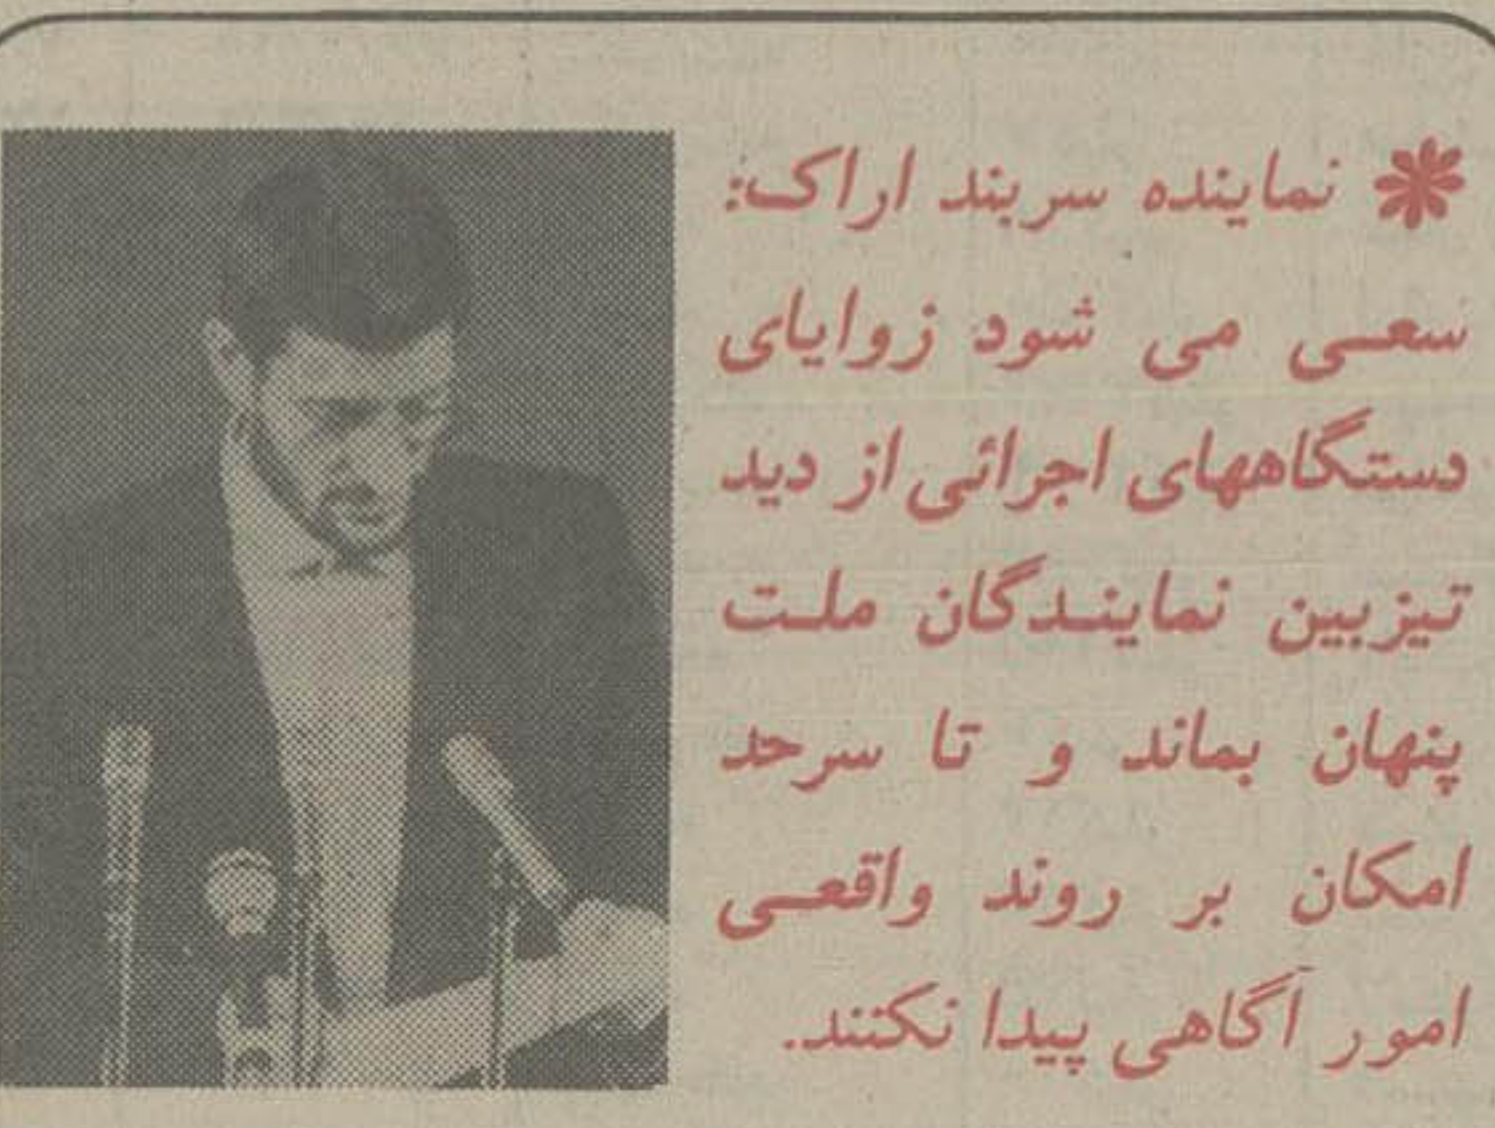 نماینده سربند اراک:
سعی می شود زوایای
دستگاههای اجرائی از دید
تیزبین نمایندگان ملت
پنهان بماند و تا سرحد
امکان بر روند واقعی
امور آگاهی پیدا نکنند.